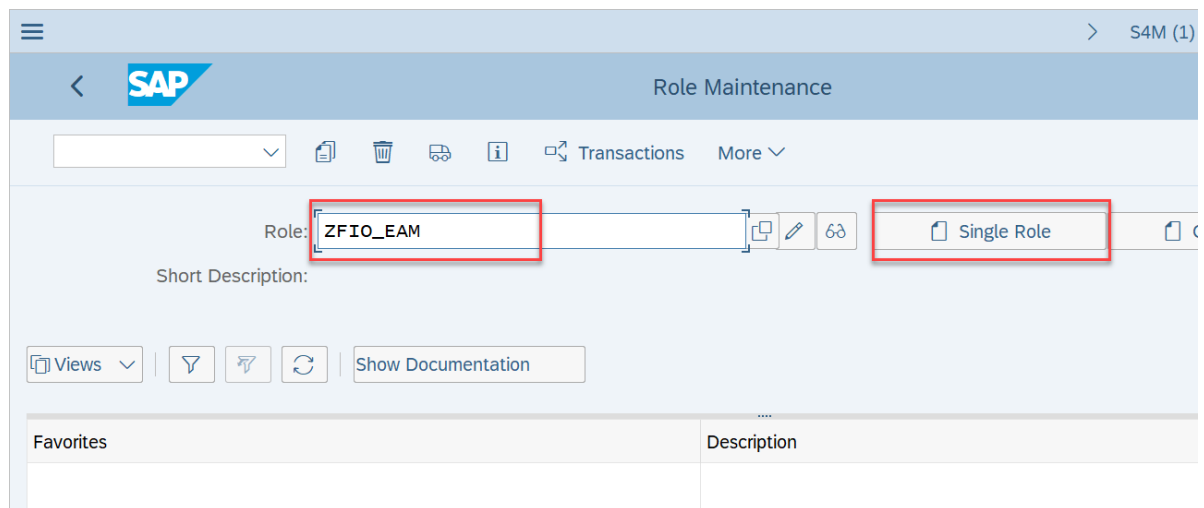 S4M (1)
SAP
Role Maintenance
Transactions More
Role: ZFIO_EAM Single Role
Short Description:
Views Show Documentation
Favorites Description